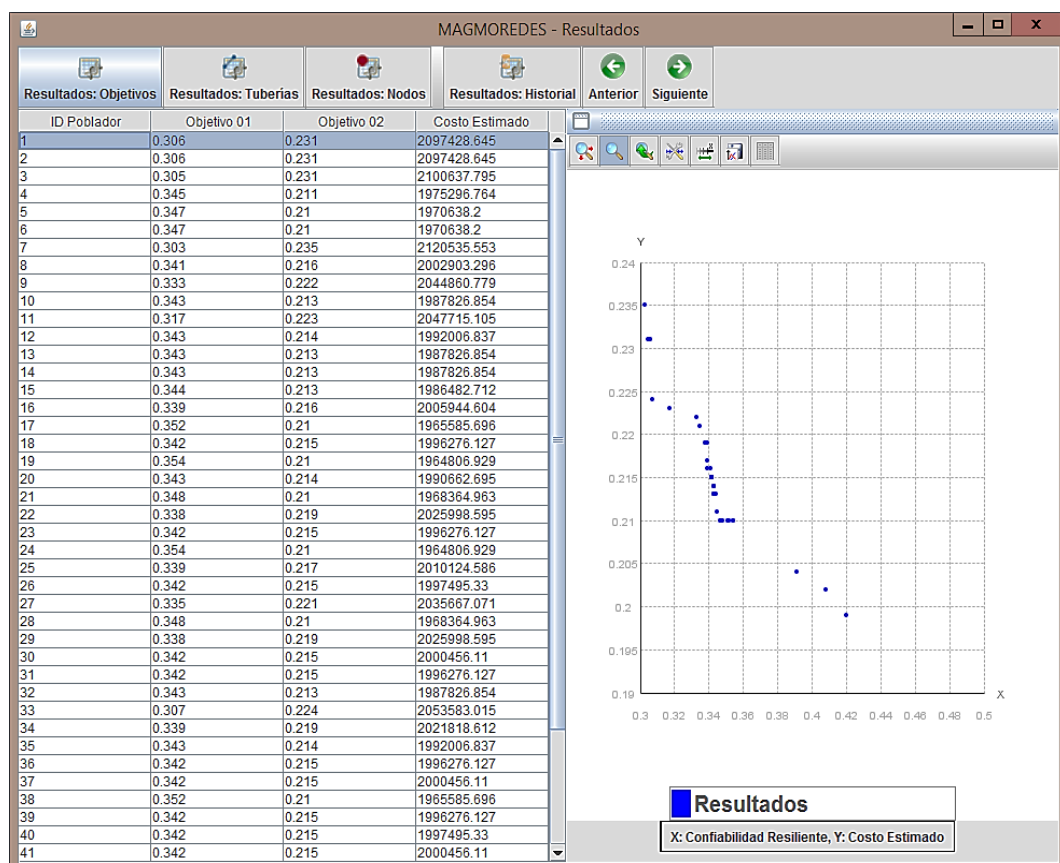 MAGMOREDES - Resultados
Resultados: Objetivos Resultados: Tuberías Resultados: Nodos Resultados: Historial Anterior Siguiente
ID Poblador Objetivo 01 Objetivo 02 Costo Estimado
1 0.306 0.231 2097428.645
2 0.306 0.231 2097428.645
3 0.305 0.231 2100637.795
4 0.345 0.211 1975296.764
5 0.347 0.21 1970638.2
6 0.347 0.21 1970638.2
7 0.303 0.235 2120535.553
8 0.341 0.216 2002903.296
9 0.333 0.222 2044860.779
10 0.343 0.213 1987826.854
11 0.317 0.223 2047715.105
12 0.343 0.214 1992006.837
13 0.343 0.213 1987826.854
14 0.343 0.213 1987826.854
15 0.344 0.213 1986482.712
16 0.339 0.216 2005944.604
17 0.352 0.21 1965585.696
18 0.342 0.215 1996276.127
19 0.354 0.21 1964806.929
20 0.343 0.214 1990662.695
21 0.348 0.21 1968364.963
22 0.338 0.219 2025998.595
23 0.342 0.215 1996276.127
24 0.354 0.21 1964806.929
25 0.339 0.217 2010124.586
26 0.342 0.215 1997495.33
27 0.335 0.221 2035667.071
28 0.348 0.21 1968364.963
29 0.338 0.219 2025998.595
30 0.342 0.215 2000456.11
31 0.342 0.215 1996276.127
32 0.343 0.213 1987826.854
33 0.307 0.224 2053583.015
34 0.339 0.219 2021818.612
35 0.343 0.214 1992006.837
36 0.342 0.215 1996276.127
37 0.342 0.215 2000456.11
38 0.352 0.21 1965585.696
39 0.342 0.215 1996276.127
40 0.342 0.215 1997495.33
41 0.342 0.215 2000456.11
Y
0.24
0.235
0.23
0.225
0.22
0.215
0.21
0.205
0.2
0.195
0.19
X
0.3 0.32 0.34 0.36 0.38 0.4 0.42 0.44 0.46 0.48 0.5
Resultados
X: Confiabilidad Resiliente, Y: Costo Estimado